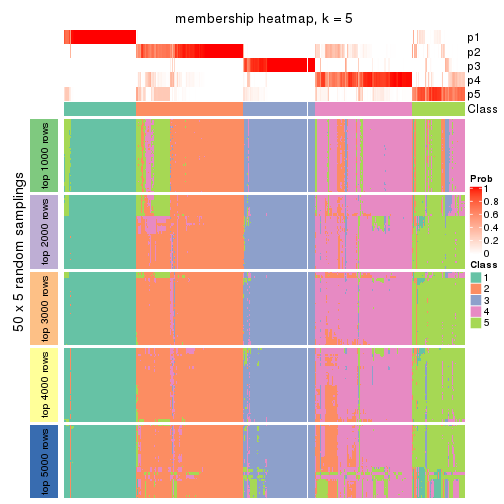 membership heatmap, k = 5
p1
p2
p3
p4
p5
Class
50 x 5 random samplings
top 1000 rows
top 2000 rows
top 3000 rows
top 4000 rows
top 5000 rows
Prob
1
0.8
0.6
0.4
0.2
0
Class
1
2
3
4
5